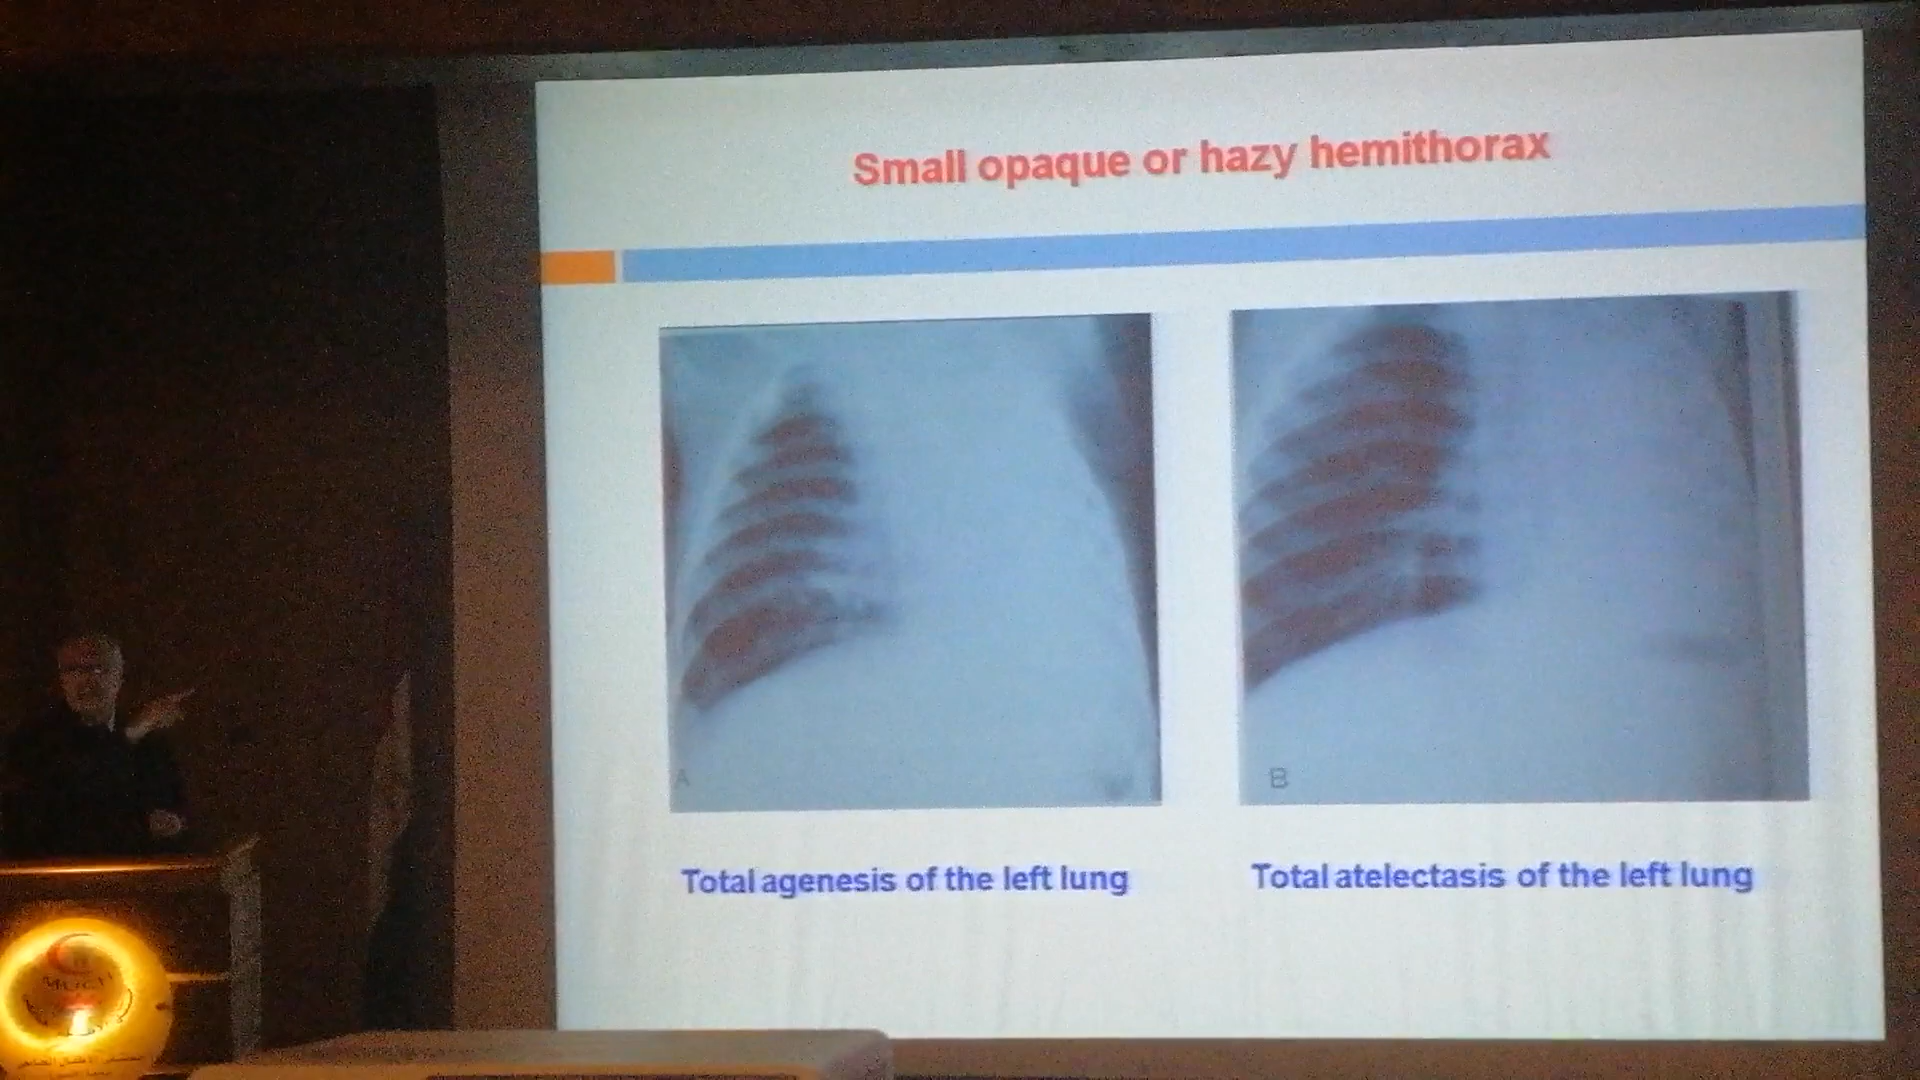 Small opaque or hazy hemithorax
A
B
Total agenesis of the left lung
Total atelectasis of the left lung